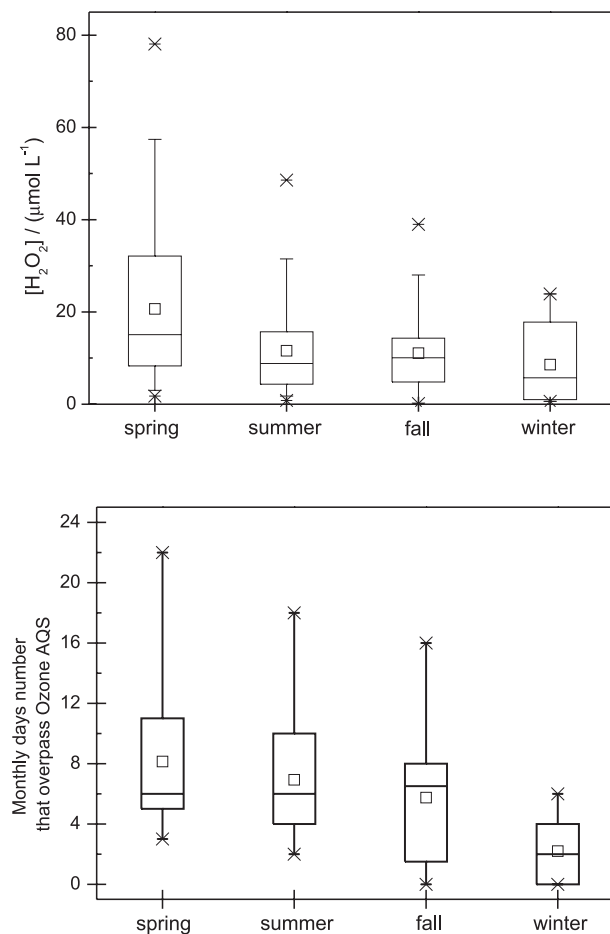 80
60
40
20
0
[H₂O₂] / (μmol L⁻¹)
spring summer fall winter
24
20
16
12
8
4
0
Monthly days number
that overpass Ozone AQS
spring summer fall winter